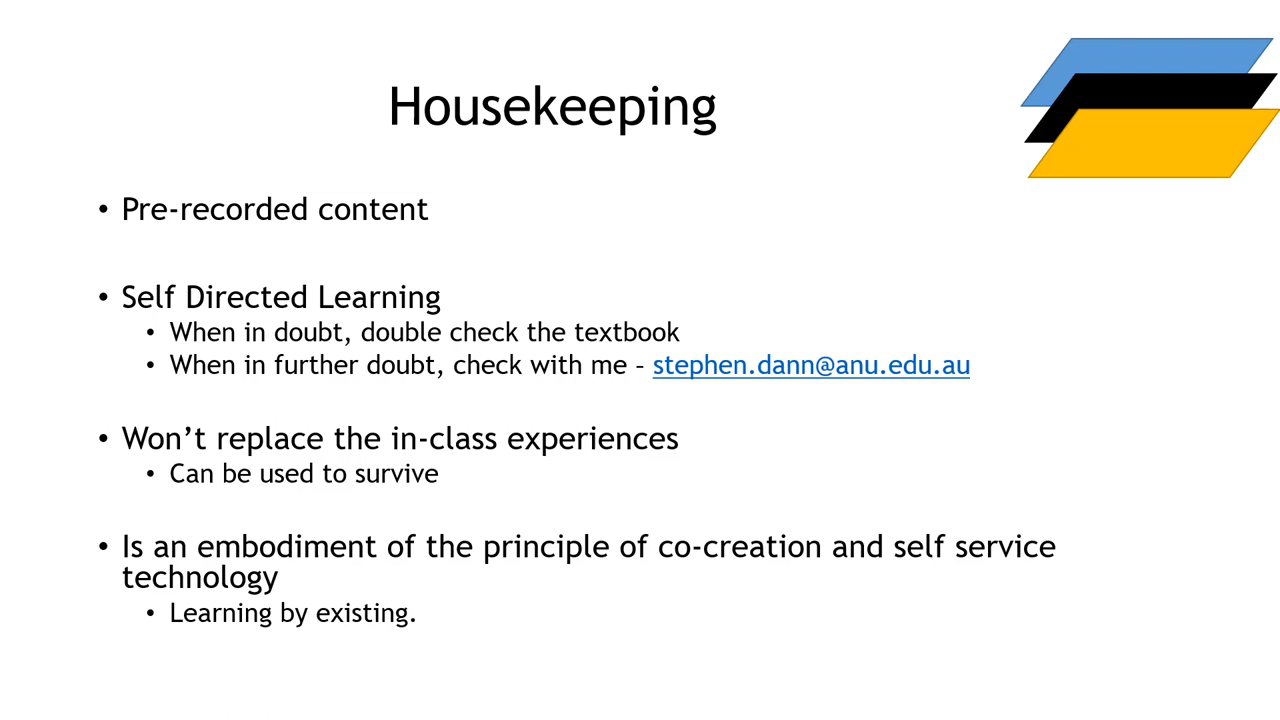 Housekeeping
• Pre-recorded content
• Self Directed Learning
• When in doubt, double check the textbook
• When in further doubt, check with me – stephen.dann@anu.edu.au
• Won’t replace the in-class experiences
• Can be used to survive
• Is an embodiment of the principle of co-creation and self service
technology
• Learning by existing.